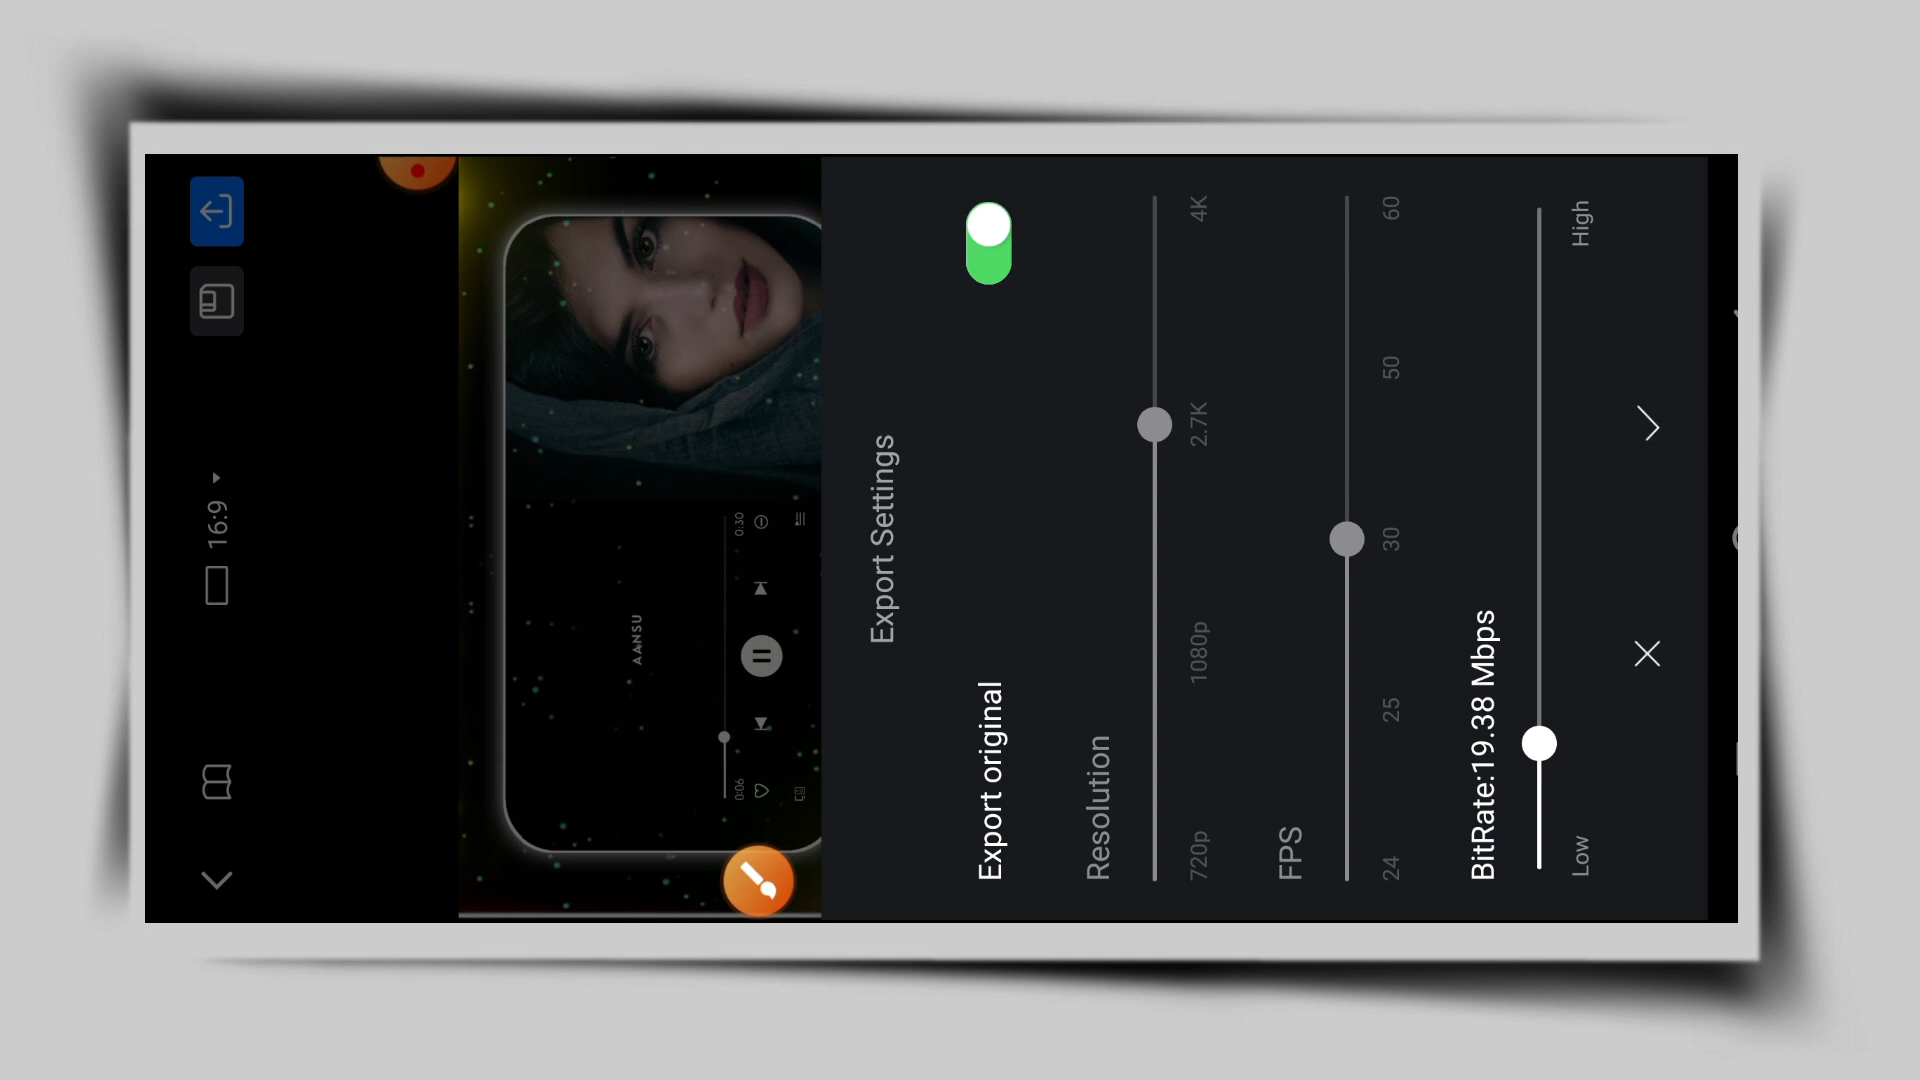 16:9
AANSU
0:06
0:30
Export Settings
Export original
Resolution
720p 1080p 2.7K 4K
FPS
24 25 30 50 60
BitRate:19.38 Mbps
Low High